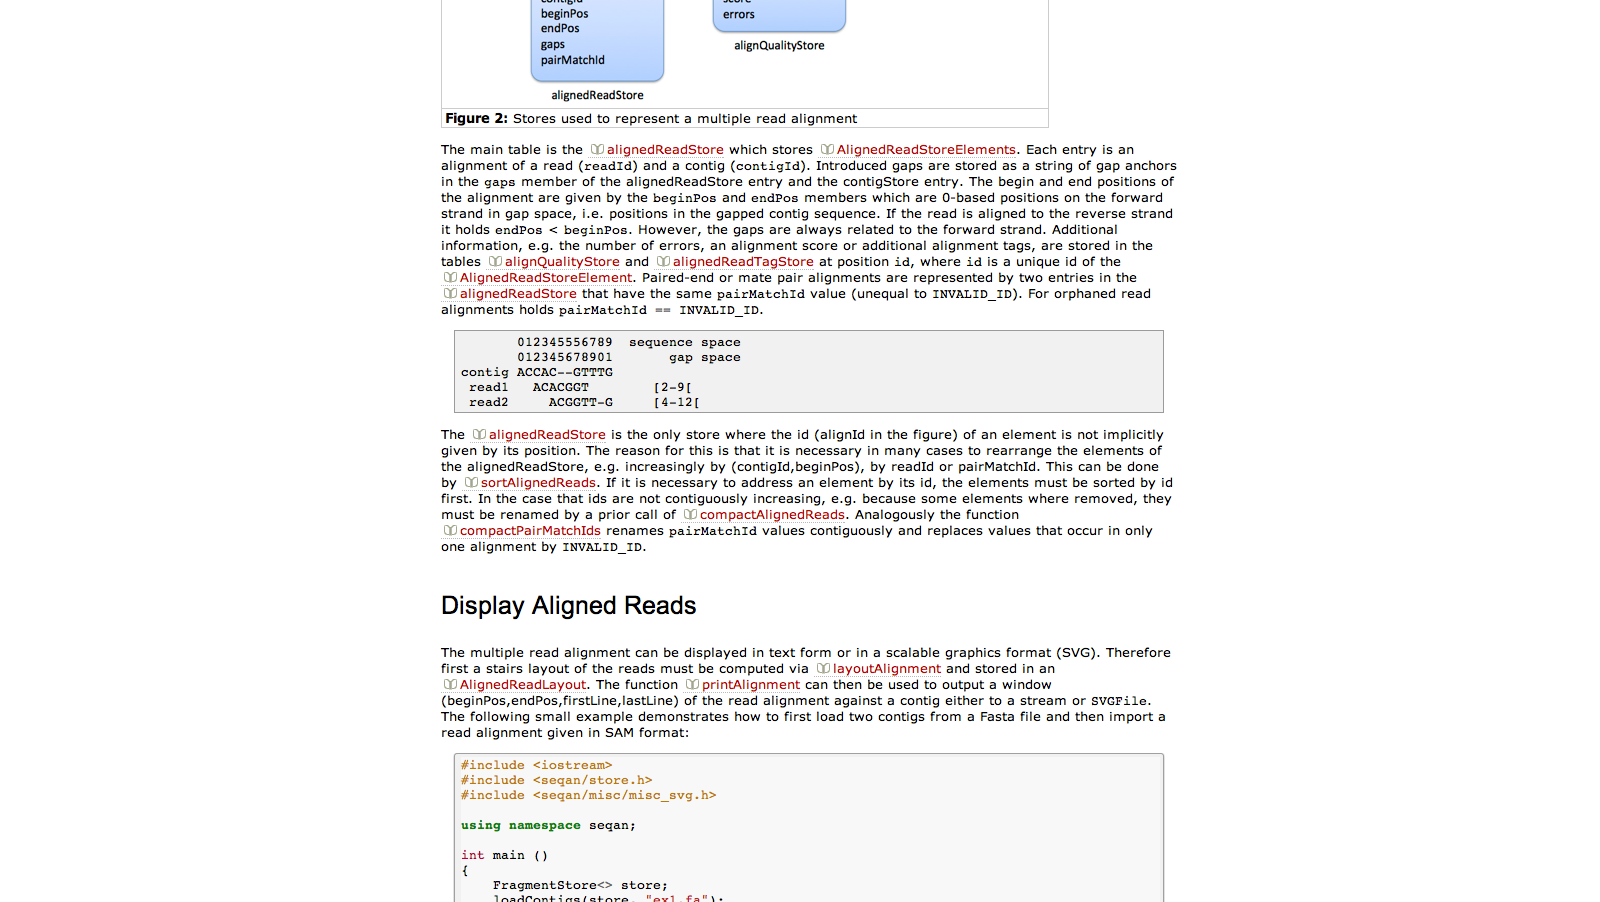 beginPos
endPos
gaps
pairMatchId
errors
alignQualityStore
alignedReadStore
Figure 2: Stores used to represent a multiple read alignment
The main table is the alignedReadStore which stores AlignedReadStoreElements. Each entry is an
alignment of a read (readId) and a contig (contigId). Introduced gaps are stored as a string of gap anchors
in the gaps member of the alignedReadStore entry and the contigStore entry. The begin and end positions of
the alignment are given by the beginPos and endPos members which are 0-based positions on the forward
strand in gap space, i.e. positions in the gapped contig sequence. If the read is aligned to the reverse strand
it holds endPos < beginPos. However, the gaps are always related to the forward strand. Additional
information, e.g. the number of errors, an alignment score or additional alignment tags, are stored in the
tables alignQualityStore and alignedReadTagStore at position id, where id is a unique id of the
AlignedReadStoreElement. Paired-end or mate pair alignments are represented by two entries in the
alignedReadStore that have the same pairMatchId value (unequal to INVALID_ID). For orphaned read
alignments holds pairMatchId == INVALID_ID.
012345556789 sequence space
012345678901 gap space
contig ACCAC--GTTTG
read1 ACACGGT [2-9[
read2 ACGGTT-G [4-12[
The alignedReadStore is the only store where the id (alignId in the figure) of an element is not implicitly
given by its position. The reason for this is that it is necessary in many cases to rearrange the elements of
the alignedReadStore, e.g. increasingly by (contigId,beginPos), by readId or pairMatchId. This can be done
by sortAlignedReads. If it is necessary to address an element by its id, the elements must be sorted by id
first. In the case that ids are not contiguously increasing, e.g. because some elements where removed, they
must be renamed by a prior call of compactAlignedReads. Analogously the function
compactPairMatchIds renames pairMatchId values contiguously and replaces values that occur in only
one alignment by INVALID_ID.
Display Aligned Reads
The multiple read alignment can be displayed in text form or in a scalable graphics format (SVG). Therefore
first a stairs layout of the reads must be computed via layoutAlignment and stored in an
AlignedReadLayout. The function printAlignment can then be used to output a window
(beginPos,endPos,firstLine,lastLine) of the read alignment against a contig either to a stream or SVGFile.
The following small example demonstrates how to first load two contigs from a Fasta file and then import a
read alignment given in SAM format:
#include <iostream>
#include <seqan/store.h>
#include <seqan/misc/misc_svg.h>
using namespace seqan;
int main ()
{
FragmentStore<> store;
loadContigs(store, "ex1.fa");